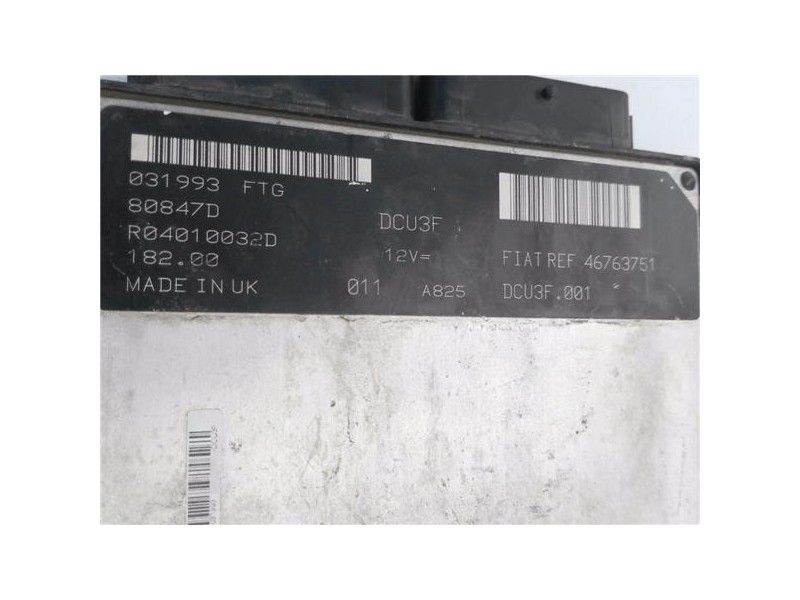 031993 FTG
80847D
R04010032D
182.00
MADE IN UK
011
A825
DCU3F
12V=
FIAT REF 46763751
DCU3F.001